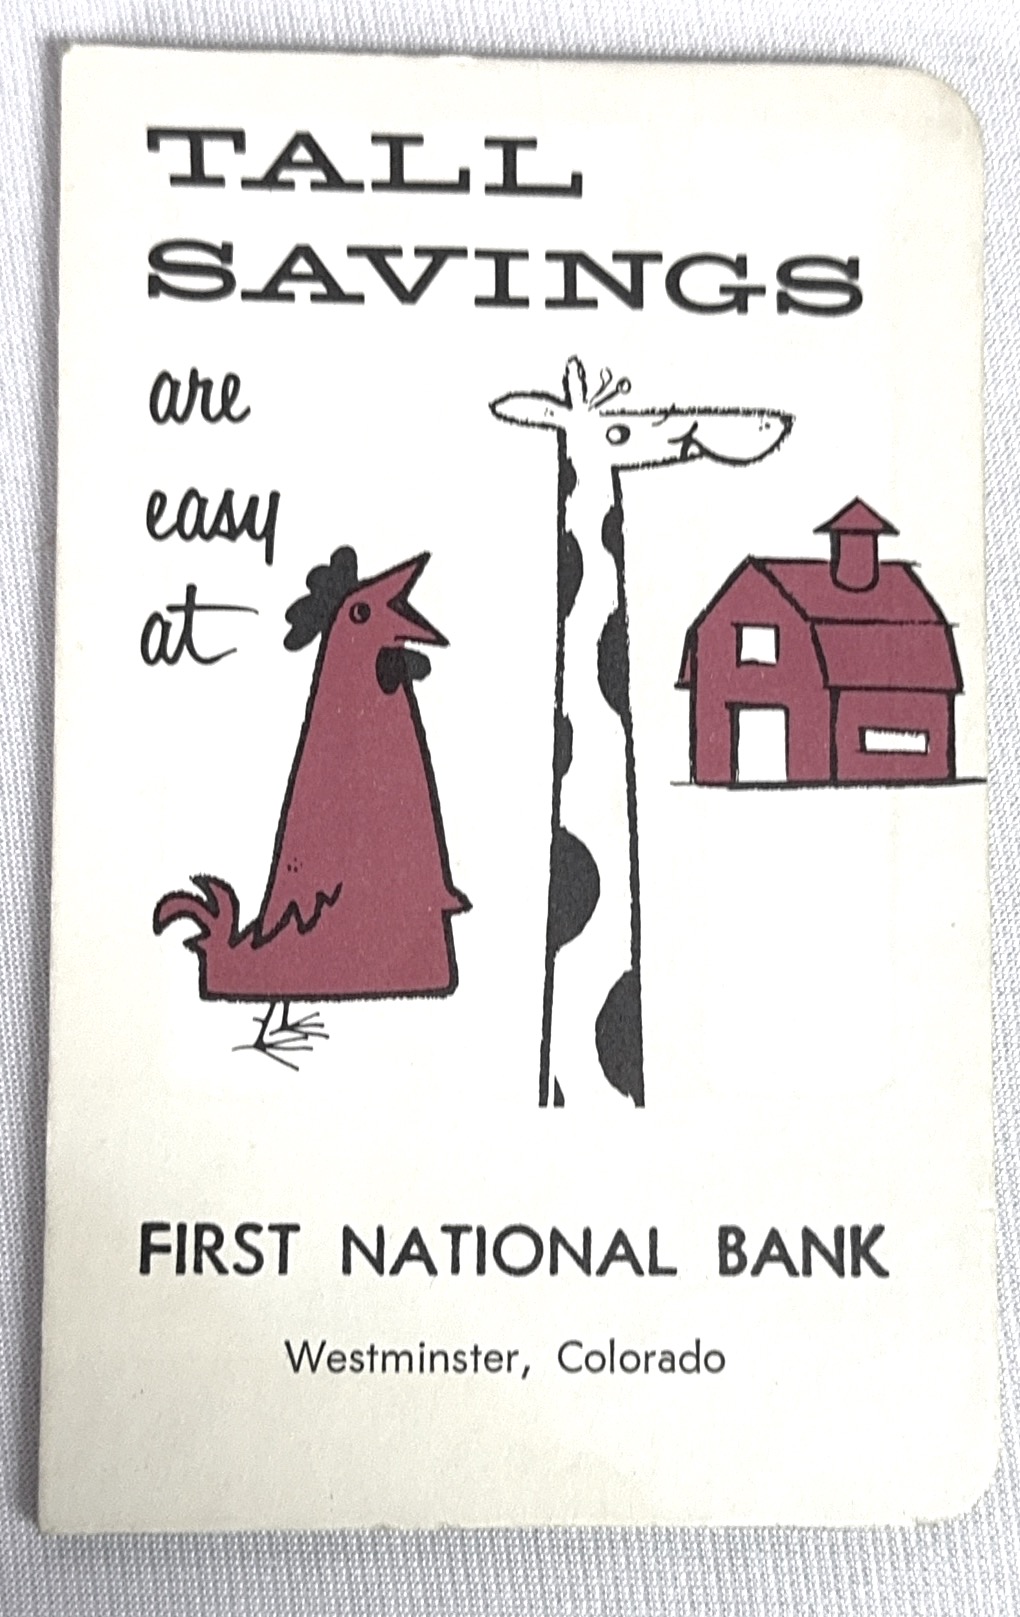 TALL
SAVINGS
are
easy
at
FIRST NATIONAL BANK
Westminster, Colorado